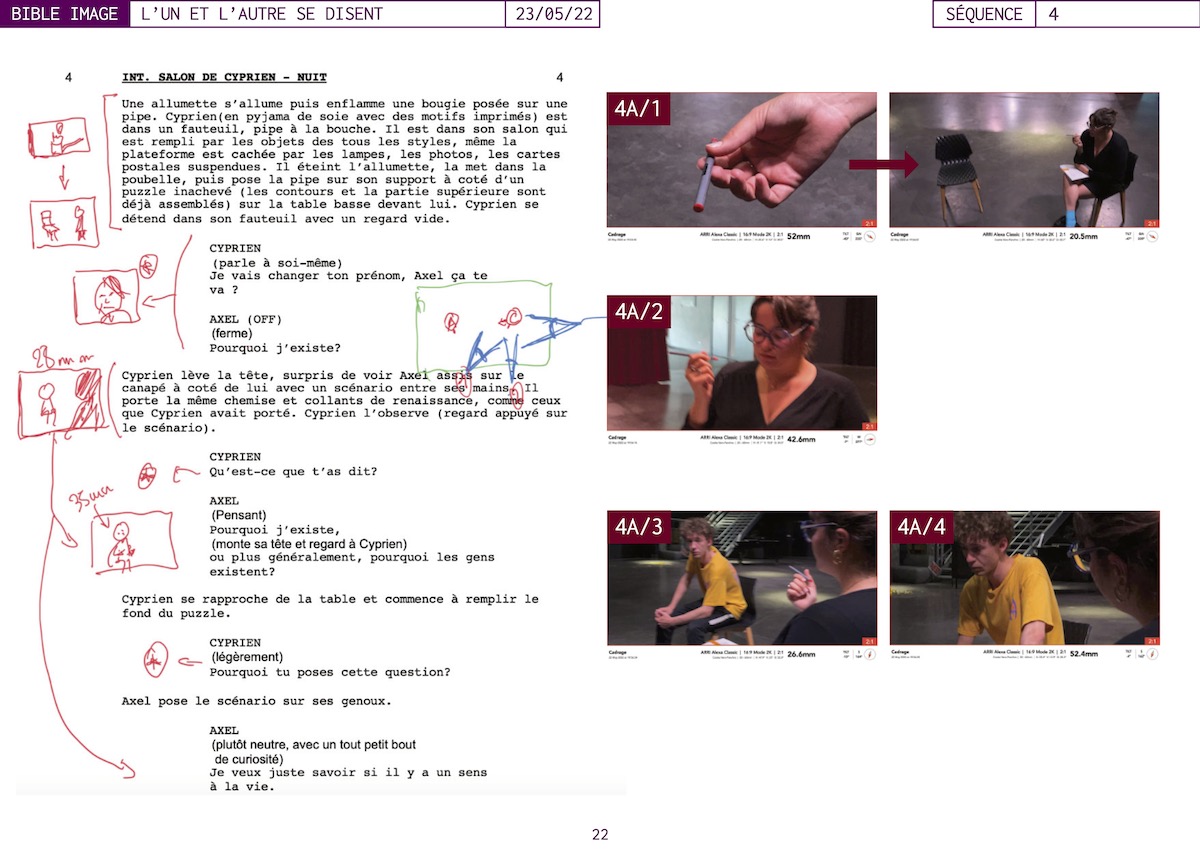 BIBLE IMAGE
L'UN ET L'AUTRE SE DISENT
23/05/22
SÉQUENCE
4
4 INT. SALON DE CYPRIEN - NUIT 4
Une allumette s'allume puis enflamme une bougie posée sur une
pipe. Cyprien(en pyjama de soie avec des motifs imprimés) est
dans un fauteuil, pipe à la bouche. Il est dans son salon qui
est rempli par les objets des tous les styles, même la
plateforme est cachée par les lampes, les photos, les cartes
postales suspendues. Il éteint l'allumette, la met dans la
poubelle, puis pose la pipe sur son support à coté d'un
puzzle inachevé (les contours et la partie supérieure sont
déjà assemblés) sur la table basse devant lui. Cyprien se
détend dans son fauteuil avec un regard vide.
CYPRIEN
(parle à soi-même)
Je vais changer ton prénom, Axel ça te
va ?
AXEL (OFF)
(ferme)
Pourquoi j'existe?
A
C
28mm
Cyprien lève la tête, surpris de voir Axel assis sur le
canapé à coté de lui avec un scénario entre ses mains. Il
porte la même chemise et collants de renaissance, comme ceux
que Cyprien avait porté. Cyprien l'observe (regard appuyé sur
le scénario).
CYPRIEN
Qu'est-ce que t'as dit?
35mm
AXEL
(Pensant)
Pourquoi j'existe,
(monte sa tête et regard à Cyprien)
ou plus généralement, pourquoi les gens
existent?
Cyprien se rapproche de la table et commence à remplir le
fond du puzzle.
CYPRIEN
(légèrement)
Pourquoi tu poses cette question?
Axel pose le scénario sur ses genoux.
AXEL
(plutôt neutre, avec un tout petit bout
de curiosité)
Je veux juste savoir si il y a un sens
à la vie.
4A/1
2:1
2:1
Cadrage ARRI Alexa Classic | 16:9 Mode 2K | 2:1 52mm
Cadrage ARRI Alexa Classic | 16:9 Mode 2K | 2:1 20.5mm
4A/2
2:1
Cadrage ARRI Alexa Classic | 16:9 Mode 2K | 2:1 42.6mm
4A/3
2:1
4A/4
2:1
Cadrage ARRI Alexa Classic | 16:9 Mode 2K | 2:1 26.6mm
Cadrage ARRI Alexa Classic | 16:9 Mode 2K | 2:1 52.4mm
22